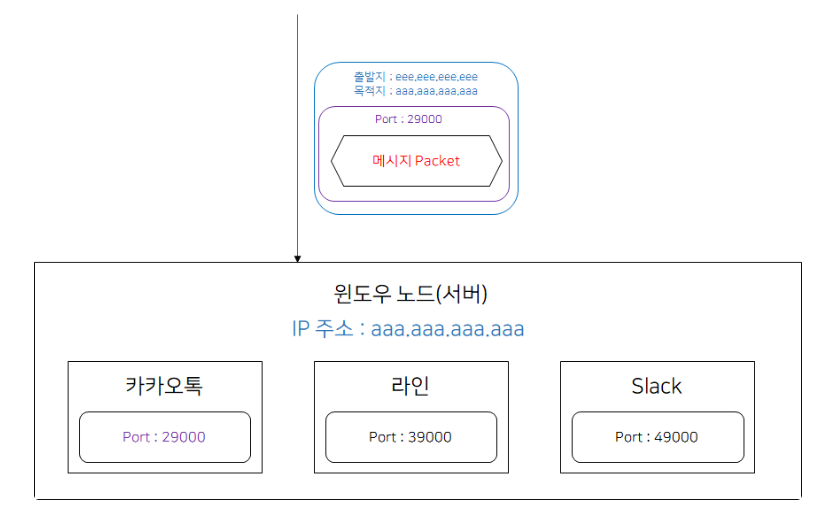 출발지 : eee.eee.eee.eee
목적지 : aaa.aaa.aaa.aaa
Port : 29000
메시지 Packet
윈도우 노드(서버)
IP 주소 : aaa.aaa.aaa.aaa
카카오톡
Port : 29000
라인
Port : 39000
Slack
Port : 49000